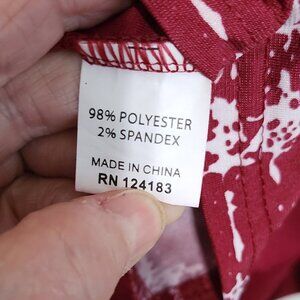 98% POLYESTER
2% SPANDEX
MADE IN CHINA
RN 124183